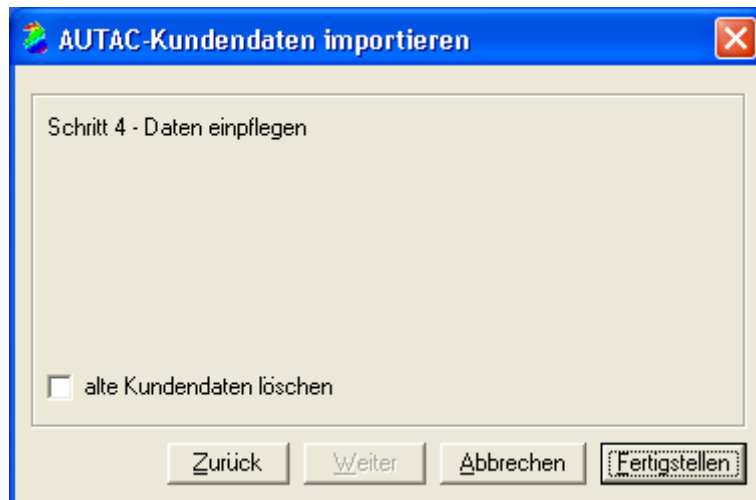 AUTAC-Kundendaten importieren
Schritt 4 - Daten einpflegen
alte Kundendaten löschen
Zurück Weiter Abbrechen Fertigstellen